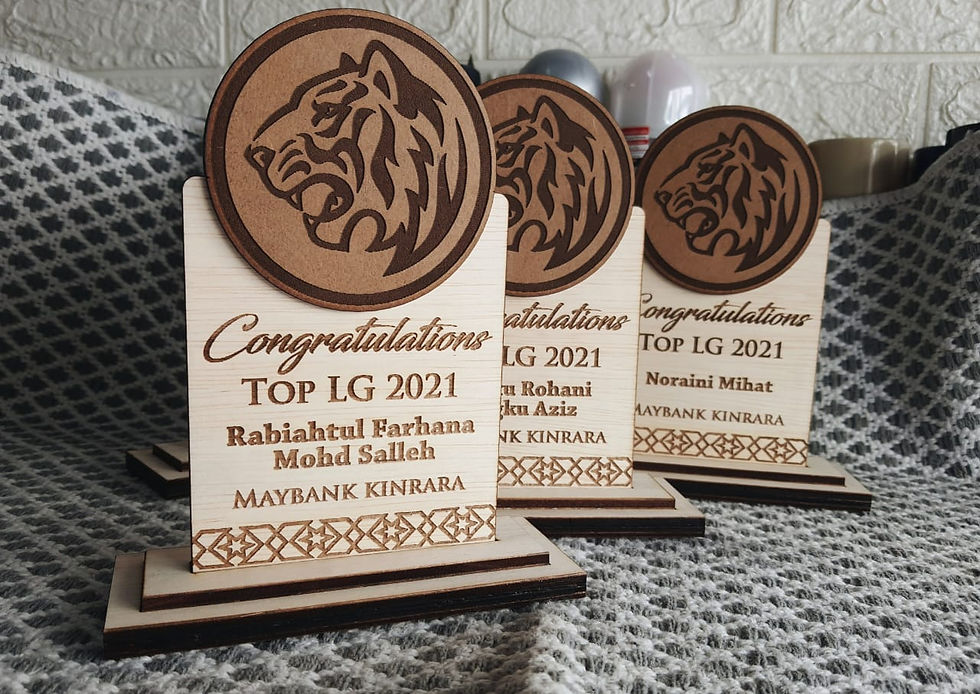 Congratulations
TOP LG 2021
Rabiahtul Farhana
Mohd Salleh
MAYBANK KINRARA
LG 2021
Rohani
Aziz
KINRARA
Congratulations
TOP LG 2021
Noraini Mihat
MAYBANK KINRARA